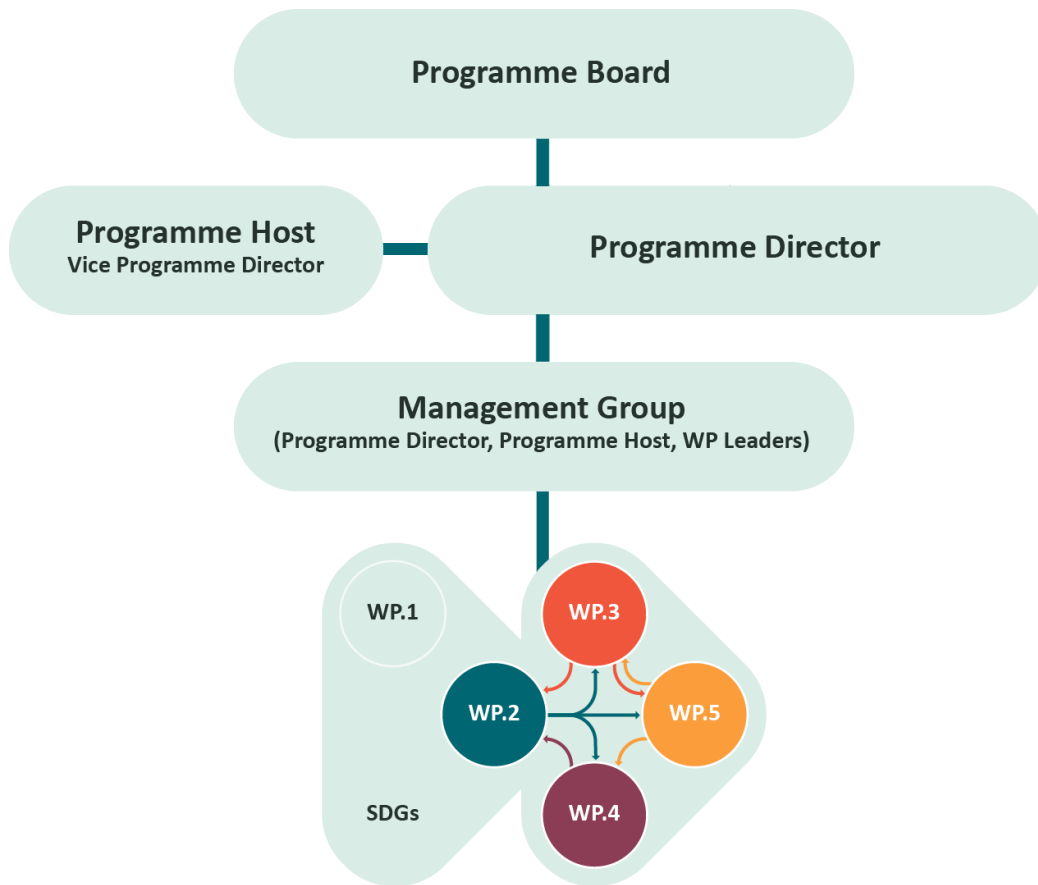 Programme Board
Programme Host
Vice Programme Director
Programme Director
Management Group
(Programme Director, Programme Host, WP Leaders)
WP.1
WP.3
WP.2
WP.5
WP.4
SDGs